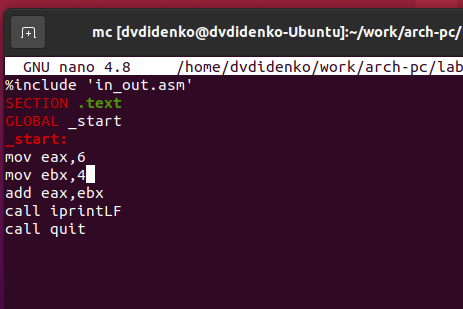 mc [dvdidenko@dvdidenko-Ubuntu]:~/work/arch-pc/
GNU nano 4.8 /home/dvdidenko/work/arch-pc/lab
%include 'in_out.asm'
SECTION .text
GLOBAL _start
_start:
mov eax,6
mov ebx,4
add eax,ebx
call iprintLF
call quit